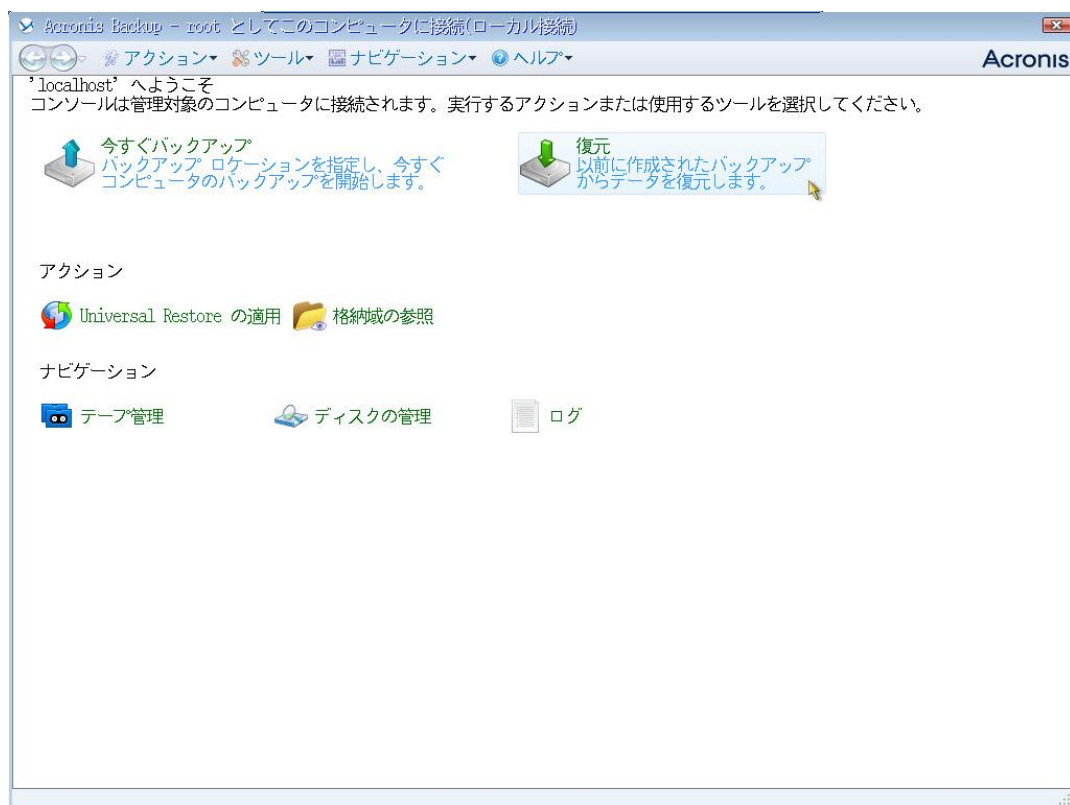 Acronis Backup - root としてこのコンピュータに接続(ローカル接続)
アクション ツール ナビゲーション ヘルプ Acronis
'localhost' へようこそ
コンソールは管理対象のコンピュータに接続されます。実行するアクションまたは使用するツールを選択してください。
今すぐバックアップ
バックアップ ロケーションを指定し、今すぐ
コンピュータのバックアップを開始します。
復元
以前に作成されたバックアップ
からデータを復元します。
アクション
Universal Restore の適用 格納域の参照
ナビゲーション
テープ管理 ディスクの管理 ログ